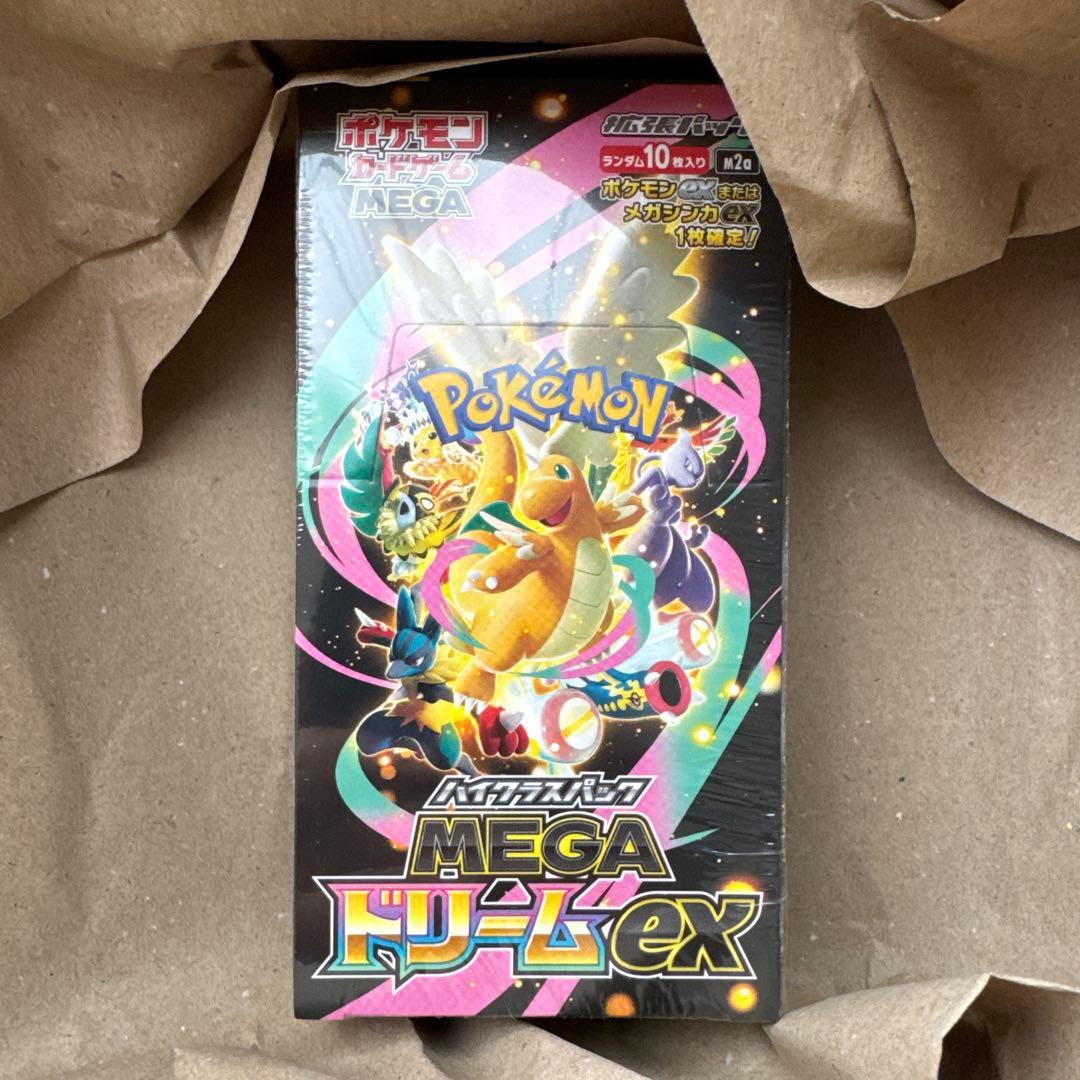 ポケモン
カードゲーム
MEGA
拡張パック
ランダム10枚入り M2a
ポケモンexまたは
メガシンカex
1枚確定!
POKÉMON
TM
ハイクラスパック
MEGA
ドリームex